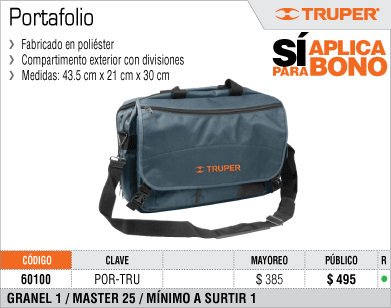 Portafolio
TRUPER
Fabricado en poliéster
Compartimento exterior con divisiones
Medidas: 43.5 cm x 21 cm x 30 cm
SÍ APLICA
PARA BONO
TRUPER
CÓDIGO CLAVE MAYOREO PÚBLICO R
60100 POR-TRU $ 385 $ 495
GRANEL 1 / MASTER 25 / MÍNIMO A SURTIR 1